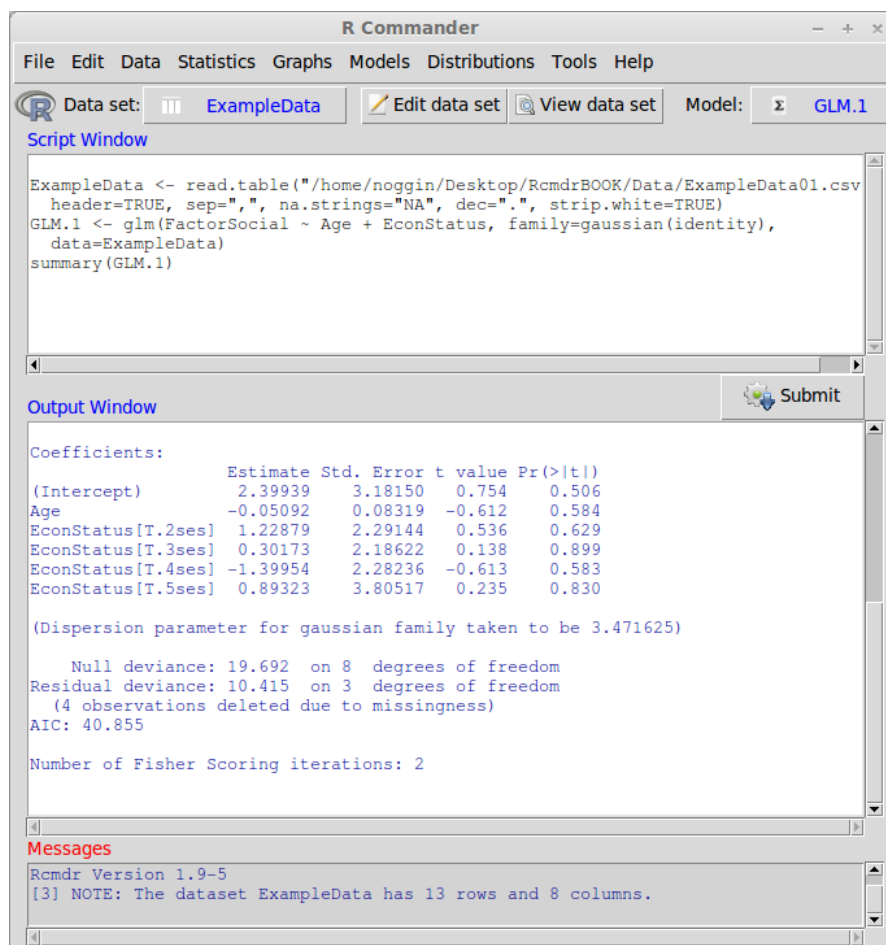 R Commander
File Edit Data Statistics Graphs Models Distributions Tools Help
R Data set: ExampleData Edit data set View data set Model: Σ GLM.1
Script Window
ExampleData <- read.table("/home/noggin/Desktop/RcmdrBOOK/Data/ExampleData01.csv
  header=TRUE, sep=",", na.strings="NA", dec=".", strip.white=TRUE)
GLM.1 <- glm(FactorSocial ~ Age + EconStatus, family=gaussian(identity),
  data=ExampleData)
summary(GLM.1)
Submit
Output Window
Coefficients:
                  Estimate Std. Error t value Pr(>|t|)
(Intercept)        2.39939    3.18150   0.754    0.506
Age               -0.05092    0.08319  -0.612    0.584
EconStatus[T.2ses]  1.22879    2.29144   0.536    0.629
EconStatus[T.3ses]  0.30173    2.18622   0.138    0.899
EconStatus[T.4ses] -1.39954    2.28236  -0.613    0.583
EconStatus[T.5ses]  0.89323    3.80517   0.235    0.830
(Dispersion parameter for gaussian family taken to be 3.471625)
    Null deviance: 19.692  on 8  degrees of freedom
Residual deviance: 10.415  on 3  degrees of freedom
  (4 observations deleted due to missingness)
AIC: 40.855
Number of Fisher Scoring iterations: 2
Messages
Rcmdr Version 1.9-5
[3] NOTE: The dataset ExampleData has 13 rows and 8 columns.